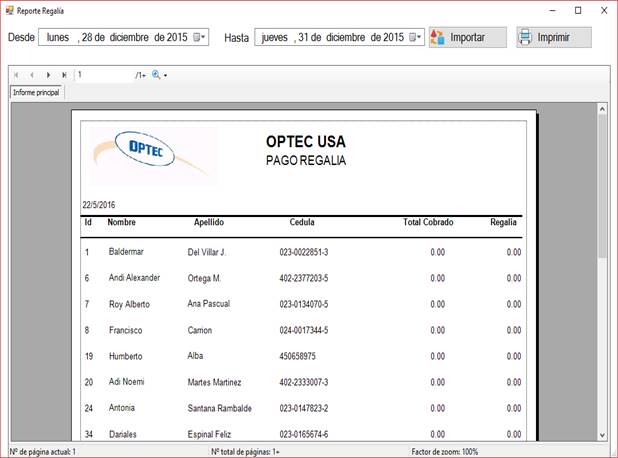 Reporte Regalía
Desde lunes , 28 de diciembre de 2015 Hasta jueves , 31 de diciembre de 2015 Importar Imprimir
1 /1+
Informe principal
OPTEC
OPTEC USA
PAGO REGALIA
22/5/2016
Id Nombre Apellido Cedula Total Cobrado Regalia
1 Baldermar Del Villar J. 023-0022851-3 0.00 0.00
6 Andi Alexander Ortega M. 402-2377203-5 0.00 0.00
7 Roy Alberto Ana Pascual 023-0134070-5 0.00 0.00
8 Francisco Carrion 024-0017344-5 0.00 0.00
19 Humberto Alba 450658975 0.00 0.00
20 Adi Noemi Martes Martinez 402-2333007-3 0.00 0.00
24 Antonia Santana Rambalde 023-0147823-2 0.00 0.00
34 Dariales Espinal Feliz 023-0165674-6 0.00 0.00
Nº de página actual: 1 Nº total de páginas: 1+ Factor de zoom: 100%